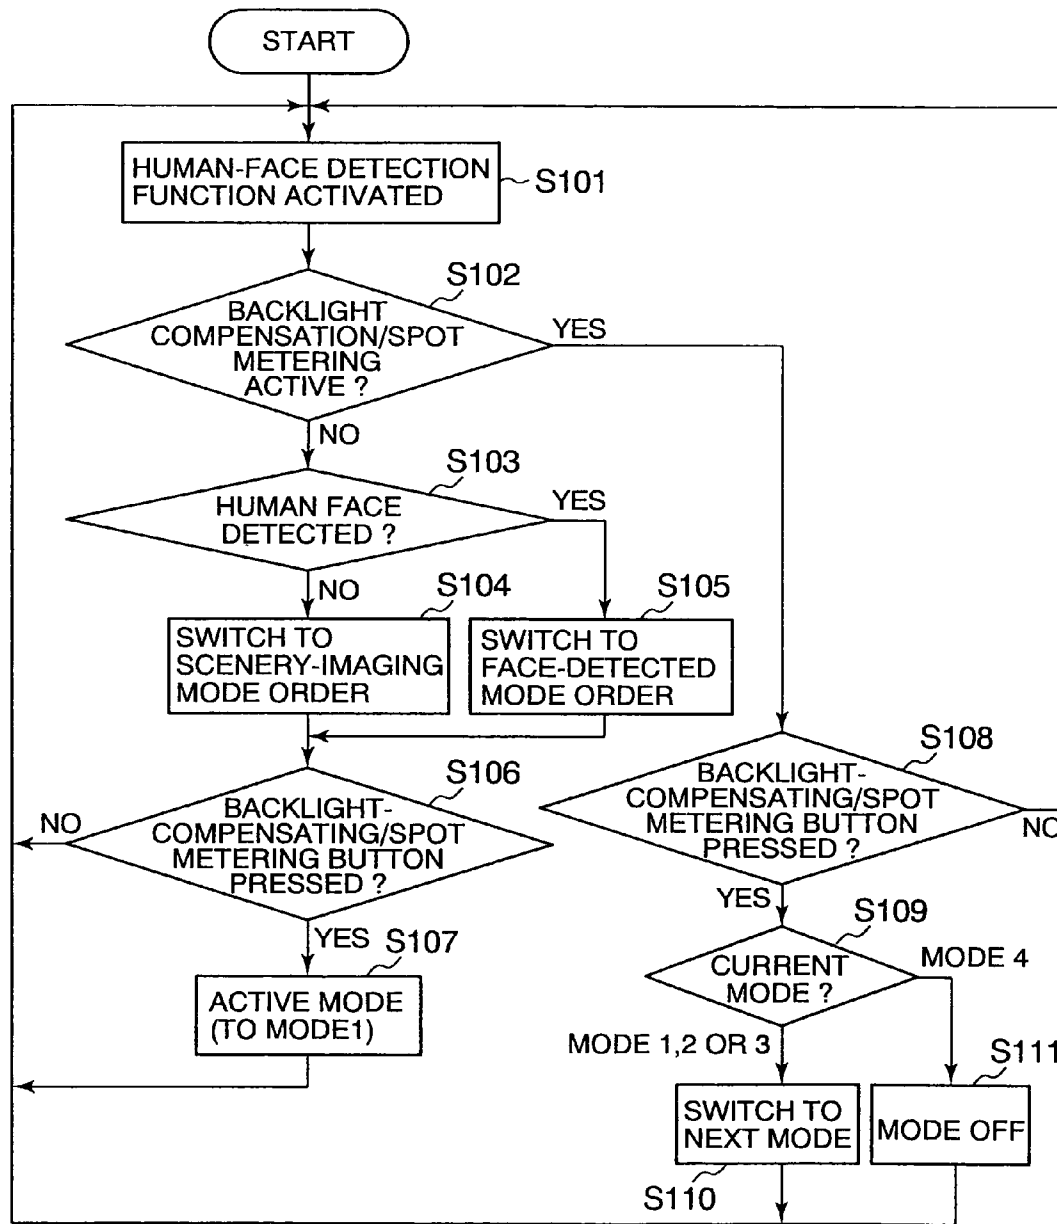 START
HUMAN-FACE DETECTION
FUNCTION ACTIVATED
S101
S102
BACKLIGHT
COMPENSATION/SPOT
METERING
ACTIVE ?
YES
NO
S103
HUMAN FACE
DETECTED ?
YES
NO
S104
SWITCH TO
SCENERY-IMAGING
MODE ORDER
S105
SWITCH TO
FACE-DETECTED
MODE ORDER
S106
BACKLIGHT-
COMPENSATING/SPOT
METERING BUTTON
PRESSED ?
NO
YES
S107
ACTIVE MODE
(TO MODE1)
S108
BACKLIGHT-
COMPENSATING/SPOT
METERING BUTTON
PRESSED ?
NO
YES
S109
CURRENT
MODE ?
MODE 4
MODE 1,2 OR 3
S111
SWITCH TO
NEXT MODE
MODE OFF
S110